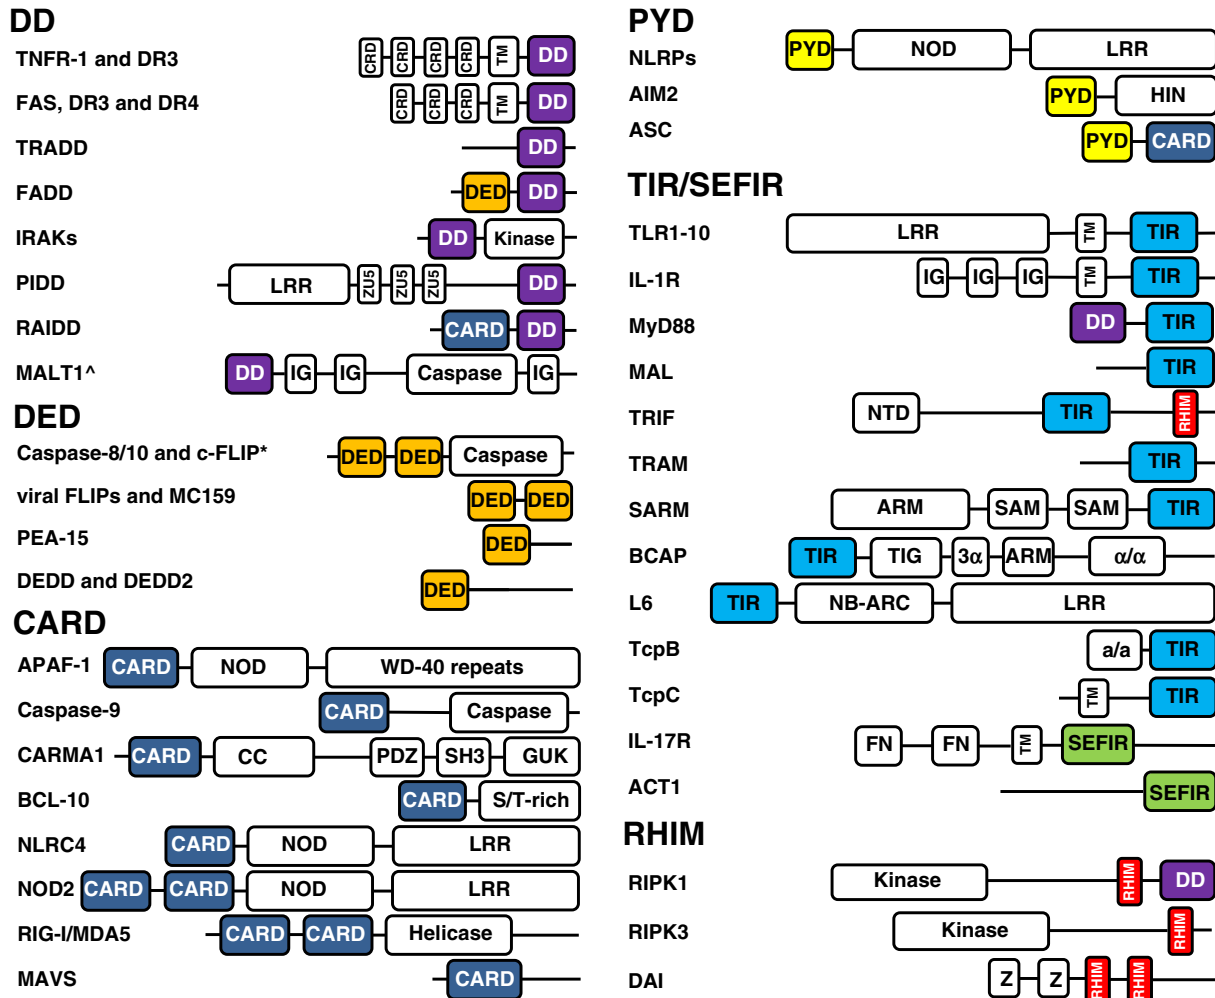 DD
TNFR-1 and DR3 CRD CRD CRD CRD TM DD
FAS, DR3 and DR4 CRD CRD CRD TM DD
TRADD DD
FADD DED DD
IRAKs DD Kinase
PIDD LRR ZU5 ZU5 ZU5 DD
RAIDD CARD DD
MALT1^ DD IG IG Caspase IG
DED
Caspase-8/10 and c-FLIP* DED DED Caspase
viral FLIPs and MC159 DED DED
PEA-15 DED
DEDD and DEDD2 DED
CARD
APAF-1 CARD NOD WD-40 repeats
Caspase-9 CARD Caspase
CARMA1 CARD CC PDZ SH3 GUK
BCL-10 CARD S/T-rich
NLRC4 CARD NOD LRR
NOD2 CARD CARD NOD LRR
RIG-I/MDA5 CARD CARD Helicase
MAVS CARD
PYD
NLRPs PYD NOD LRR
AIM2 PYD HIN
ASC PYD CARD
TIR/SEFIR
TLR1-10 LRR TM TIR
IL-1R IG IG IG TM TIR
MyD88 DD TIR
MAL TIR
TRIF NTD TIR RHIM
TRAM TIR
SARM ARM SAM SAM TIR
BCAP TIR TIG 3α ARM α/α
L6 TIR NB-ARC LRR
TcpB a/a TIR
TcpC TM TIR
IL-17R FN FN TM SEFIR
ACT1 SEFIR
RHIM
RIPK1 Kinase RHIM DD
RIPK3 Kinase RHIM
DAI Z Z RHIM RHIM